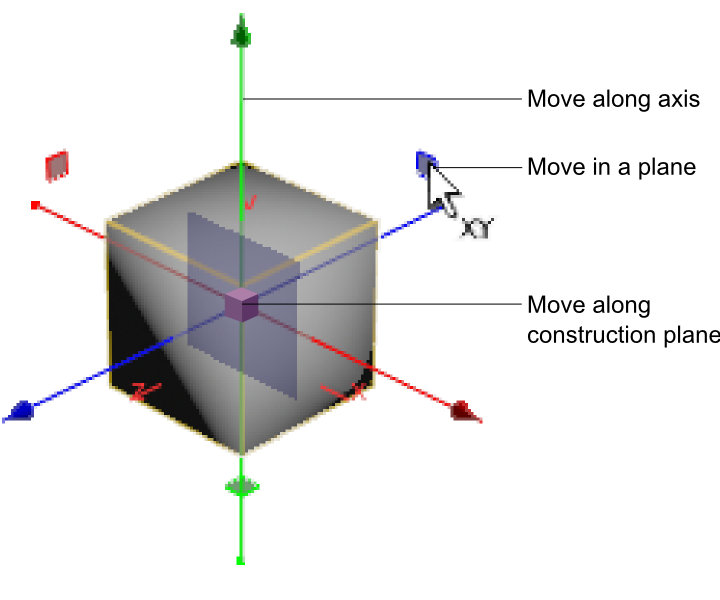 Move along axis
Move in a plane
XY
Move along
construction plane
Z
X